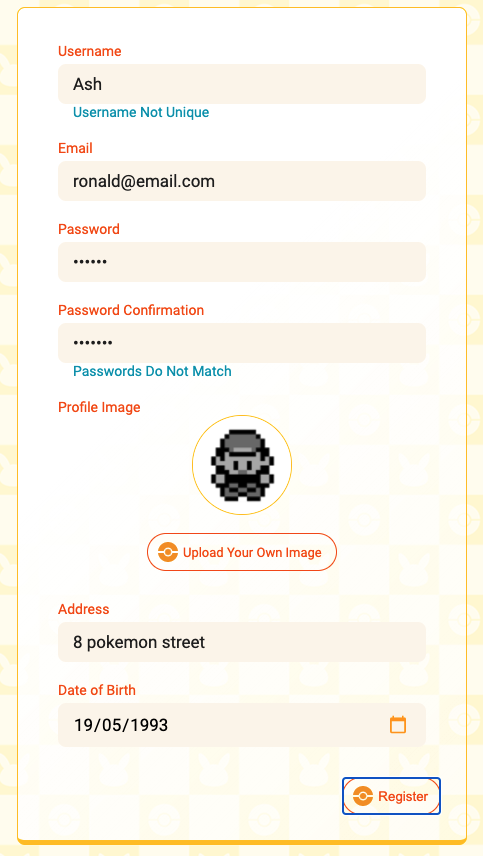 Username
Ash
Username Not Unique
Email
ronald@email.com
Password
••••••
Password Confirmation
•••••••
Passwords Do Not Match
Profile Image
Upload Your Own Image
Address
8 pokemon street
Date of Birth
19/05/1993
Register